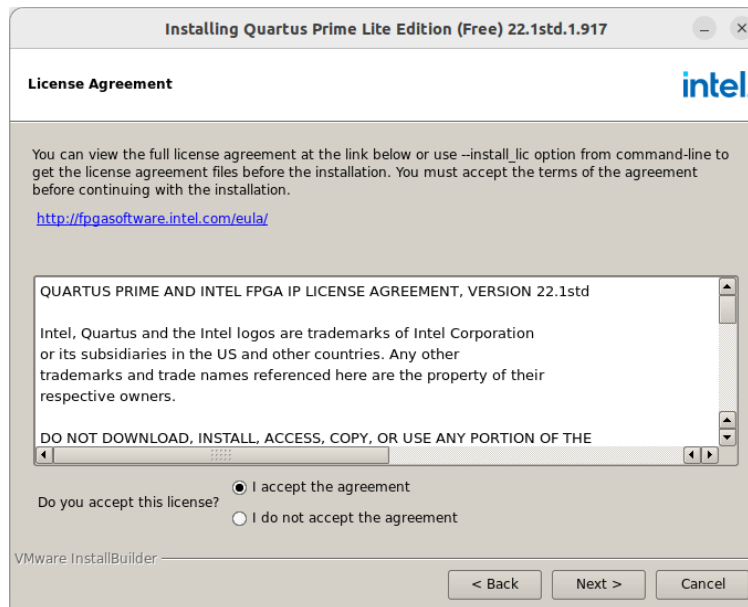 Installing Quartus Prime Lite Edition (Free) 22.1std.1.917
License Agreement
intel.
You can view the full license agreement at the link below or use --install_lic option from command-line to
get the license agreement files before the installation. You must accept the terms of the agreement
before continuing with the installation.
http://fpgasoftware.intel.com/eula/
QUARTUS PRIME AND INTEL FPGA IP LICENSE AGREEMENT, VERSION 22.1std
Intel, Quartus and the Intel logos are trademarks of Intel Corporation
or its subsidiaries in the US and other countries. Any other
trademarks and trade names referenced here are the property of their
respective owners.
DO NOT DOWNLOAD, INSTALL, ACCESS, COPY, OR USE ANY PORTION OF THE
Do you accept this license?
I accept the agreement
I do not accept the agreement
VMware InstallBuilder
< Back
Next >
Cancel